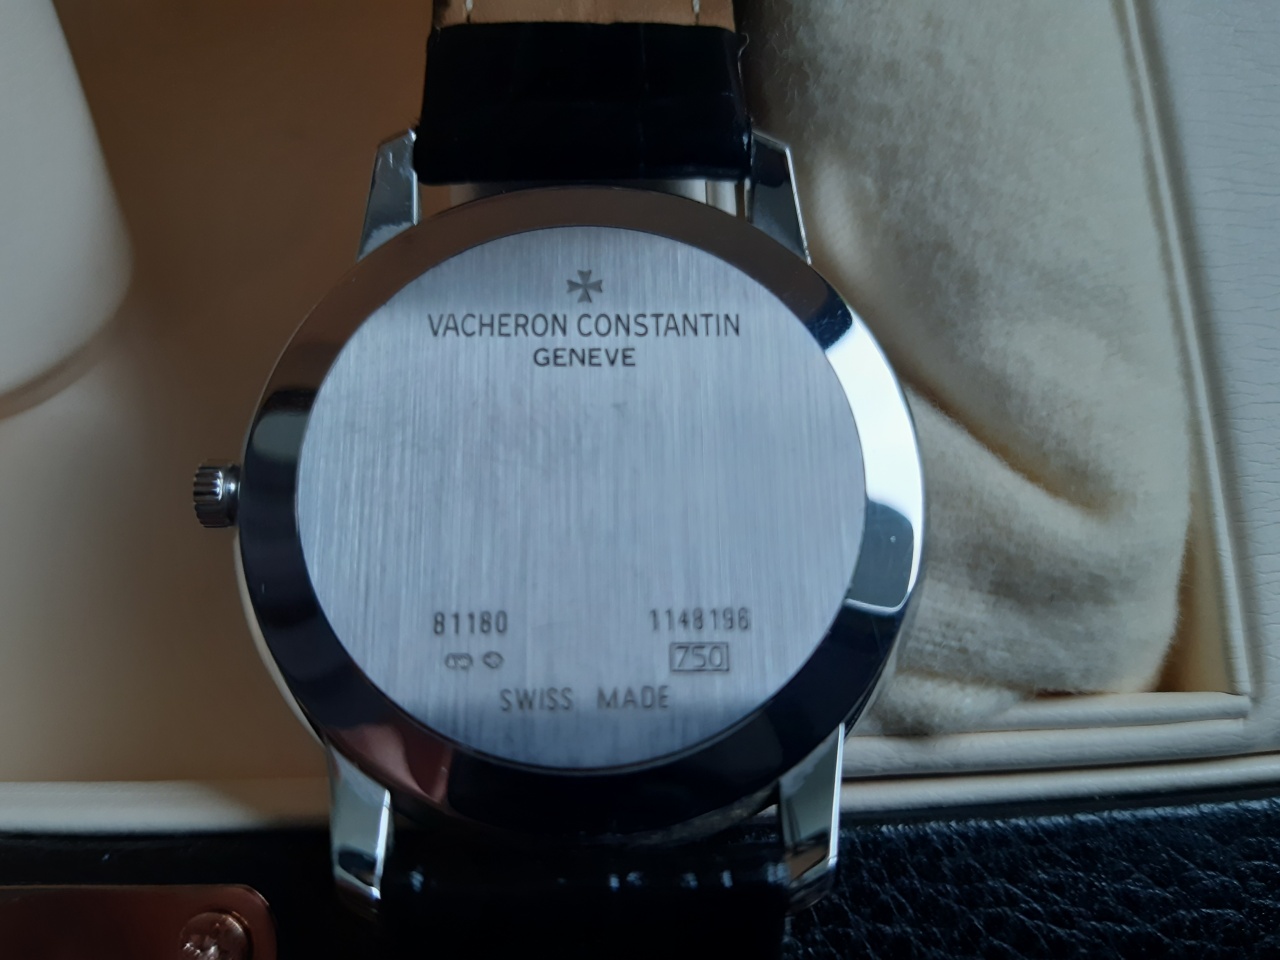 VACHERON CONSTANTIN
GENEVE
81180 1148196
750
SWISS MADE